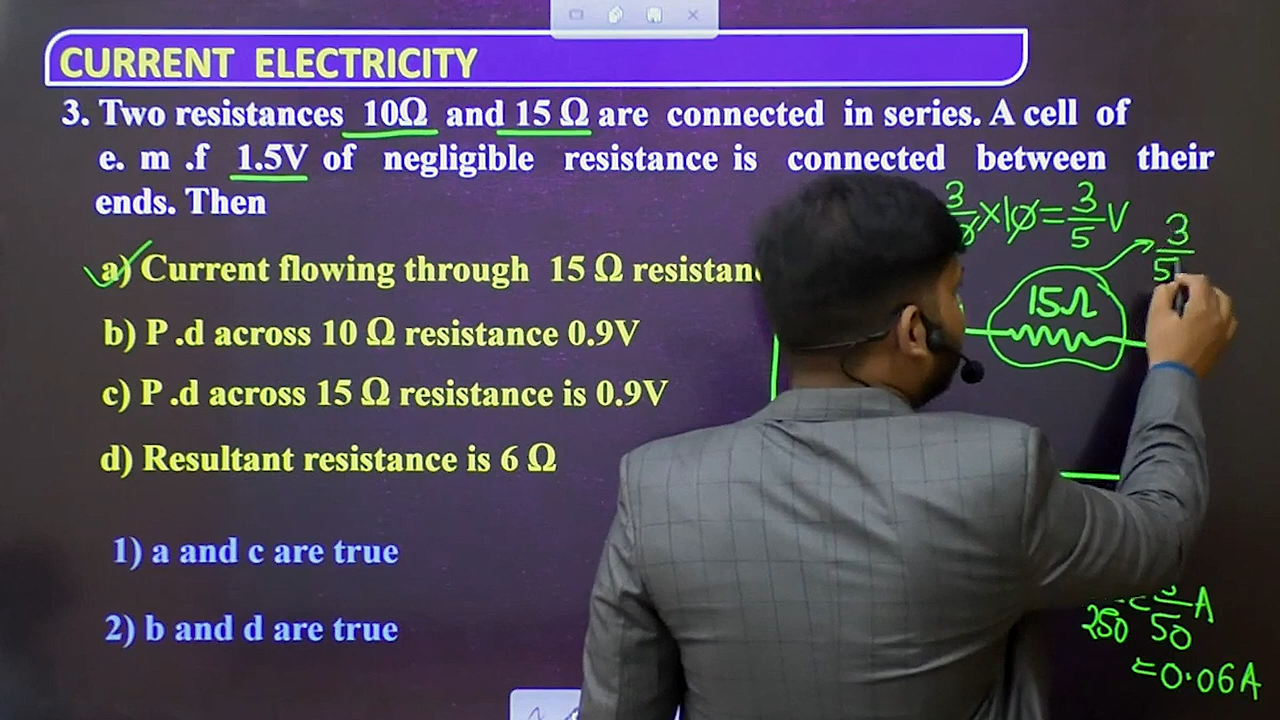 CURRENT ELECTRICITY
3. Two resistances 10Ω and 15 Ω are connected in series. A cell of
e. m .f 1.5V of negligible resistance is connected between their
ends. Then
a) Current flowing through 15 Ω
b) P.d across 10 Ω resistance 0.9V
c) P.d across 15 Ω resistance is 0.9V
d) Resultant resistance is 6 Ω
1) a and c are true
2) b and d are true
×10=3/5 V
3/5
15Ω
250
50 A
=0.06A